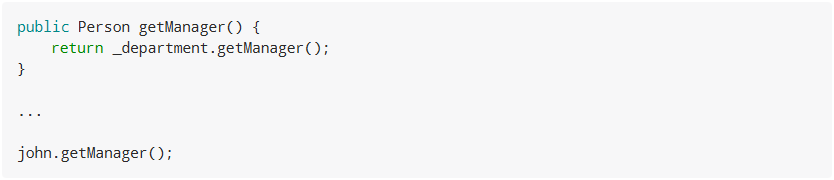 public Person getManager() {
    return _department.getManager();
}
...
john.getManager();